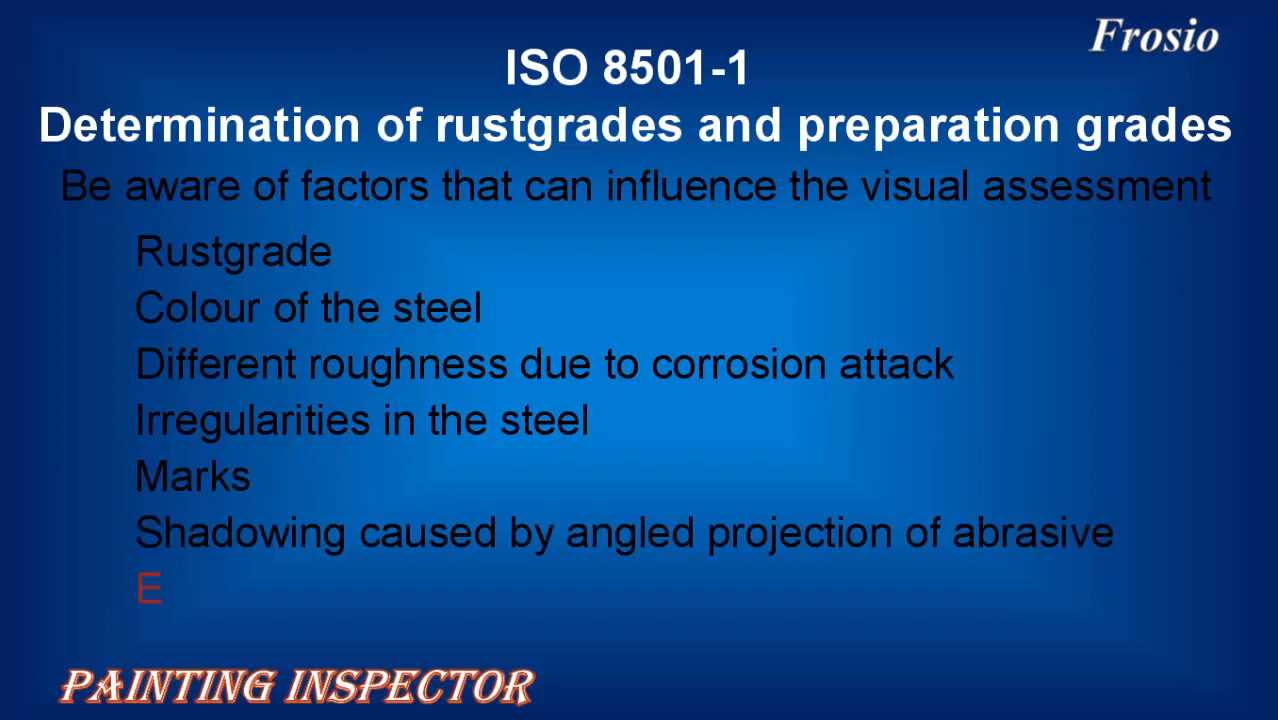 Frosio
ISO 8501-1
Determination of rustgrades and preparation grades
Be aware of factors that can influence the visual assessment
Rustgrade
Colour of the steel
Different roughness due to corrosion attack
Irregularities in the steel
Marks
Shadowing caused by angled projection of abrasive
E
PAINTING INSPECTOR